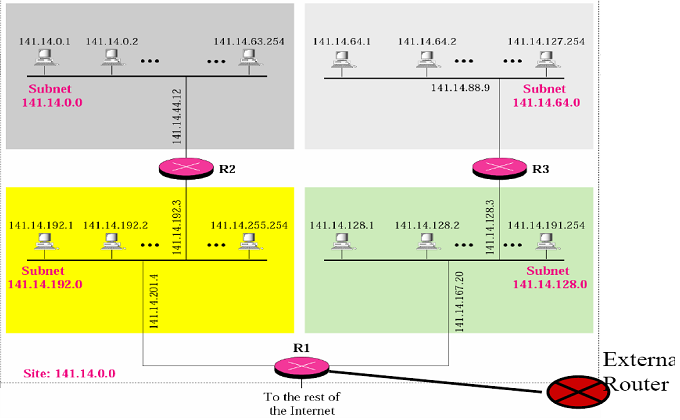 141.14.0.1 141.14.0.2 ••• ••• 141.14.63.254
Subnet
141.14.0.0
141.14.44.12
141.14.64.1 141.14.64.2 ••• ••• 141.14.127.254
141.14.88.9
Subnet
141.14.64.0
R2
R3
141.14.192.1 141.14.192.2 ••• ••• 141.14.255.254
141.14.192.3
Subnet
141.14.192.0
141.14.201.4
141.14.128.1 141.14.128.2 ••• ••• 141.14.191.254
141.14.128.3
Subnet
141.14.128.0
141.14.167.20
R1
Site: 141.14.0.0
To the rest of
the Internet
Externa
Router